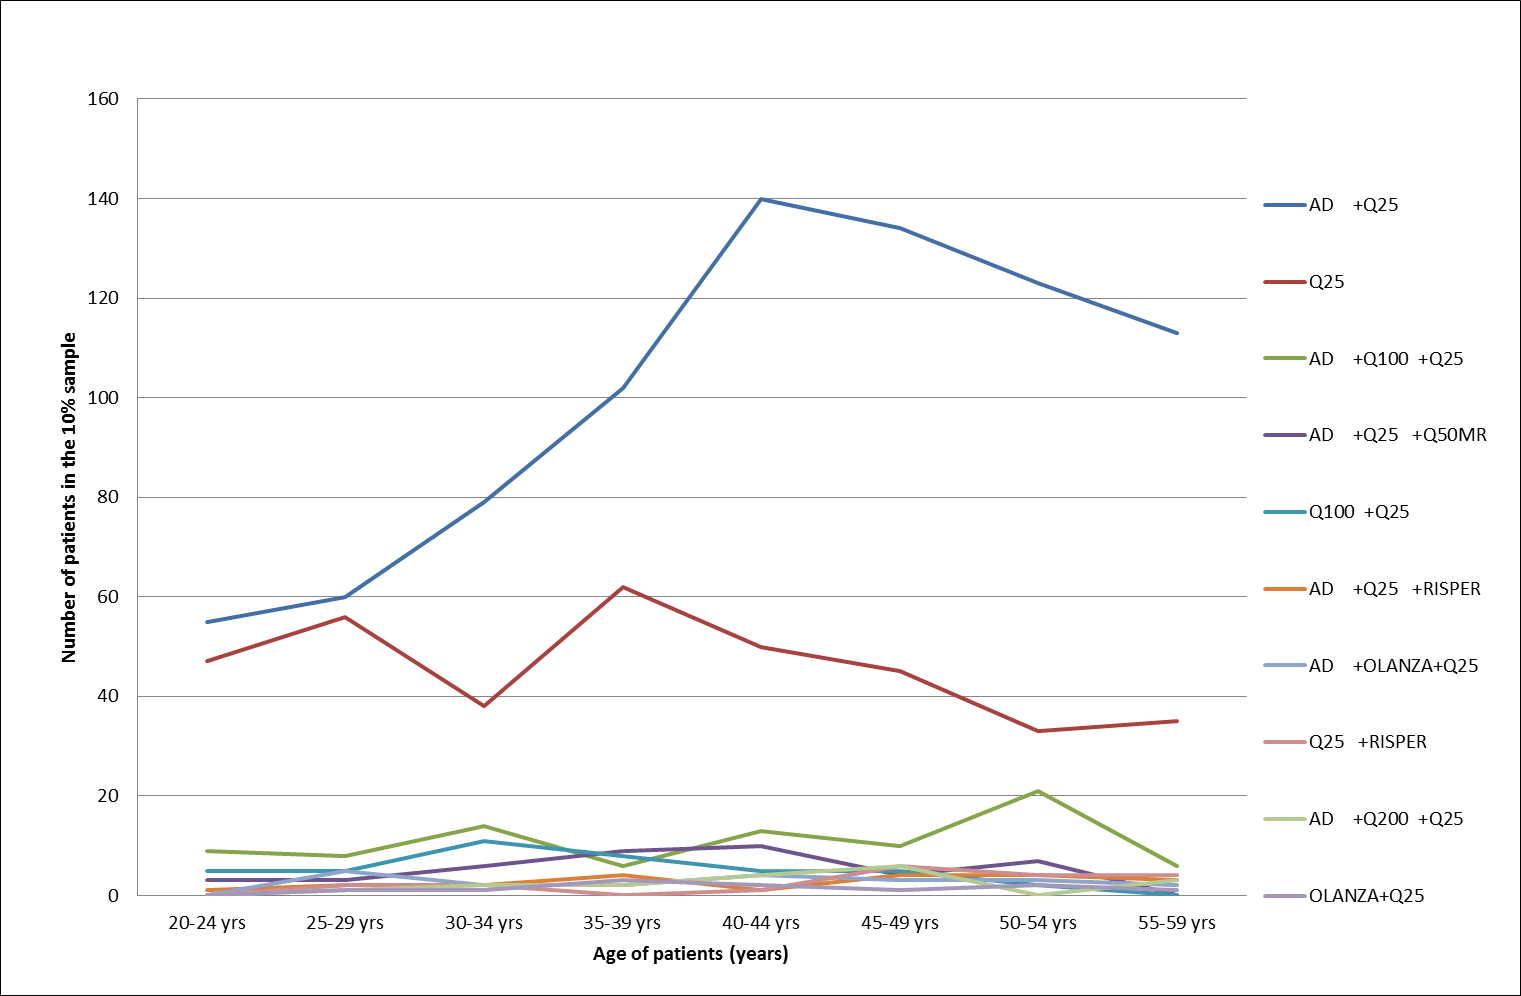 160
140
120
100
80
60
40
20
0
Number of patients in the 10% sample
20-24 yrs
25-29 yrs
30-34 yrs
35-39 yrs
40-44 yrs
45-49 yrs
50-54 yrs
55-59 yrs
Age of patients (years)
AD +Q25
Q25
AD +Q100 +Q25
AD +Q25 +Q50MR
Q100 +Q25
AD +Q25 +RISPER
AD +OLANZA+Q25
Q25 +RISPER
AD +Q200 +Q25
OLANZA+Q25